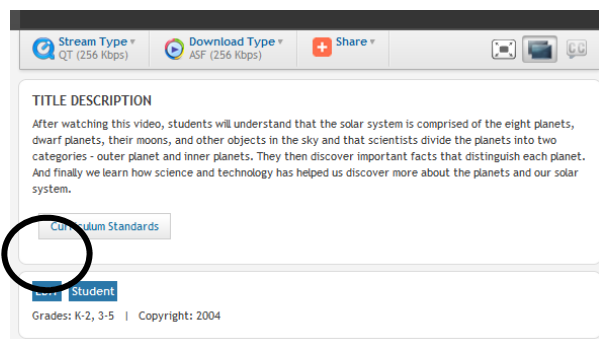 Stream Type
QT (256 Kbps)
Download Type
ASF (256 Kbps)
Share
CC
TITLE DESCRIPTION
After watching this video, students will understand that the solar system is comprised of the eight planets,
dwarf planets, their moons, and other objects in the sky and that scientists divide the planets into two
categories - outer planet and inner planets. They then discover important facts that distinguish each planet.
And finally we learn how science and technology has helped us discover more about the planets and our solar
system.
Curriculum Standards
Student
Grades: K-2, 3-5 | Copyright: 2004